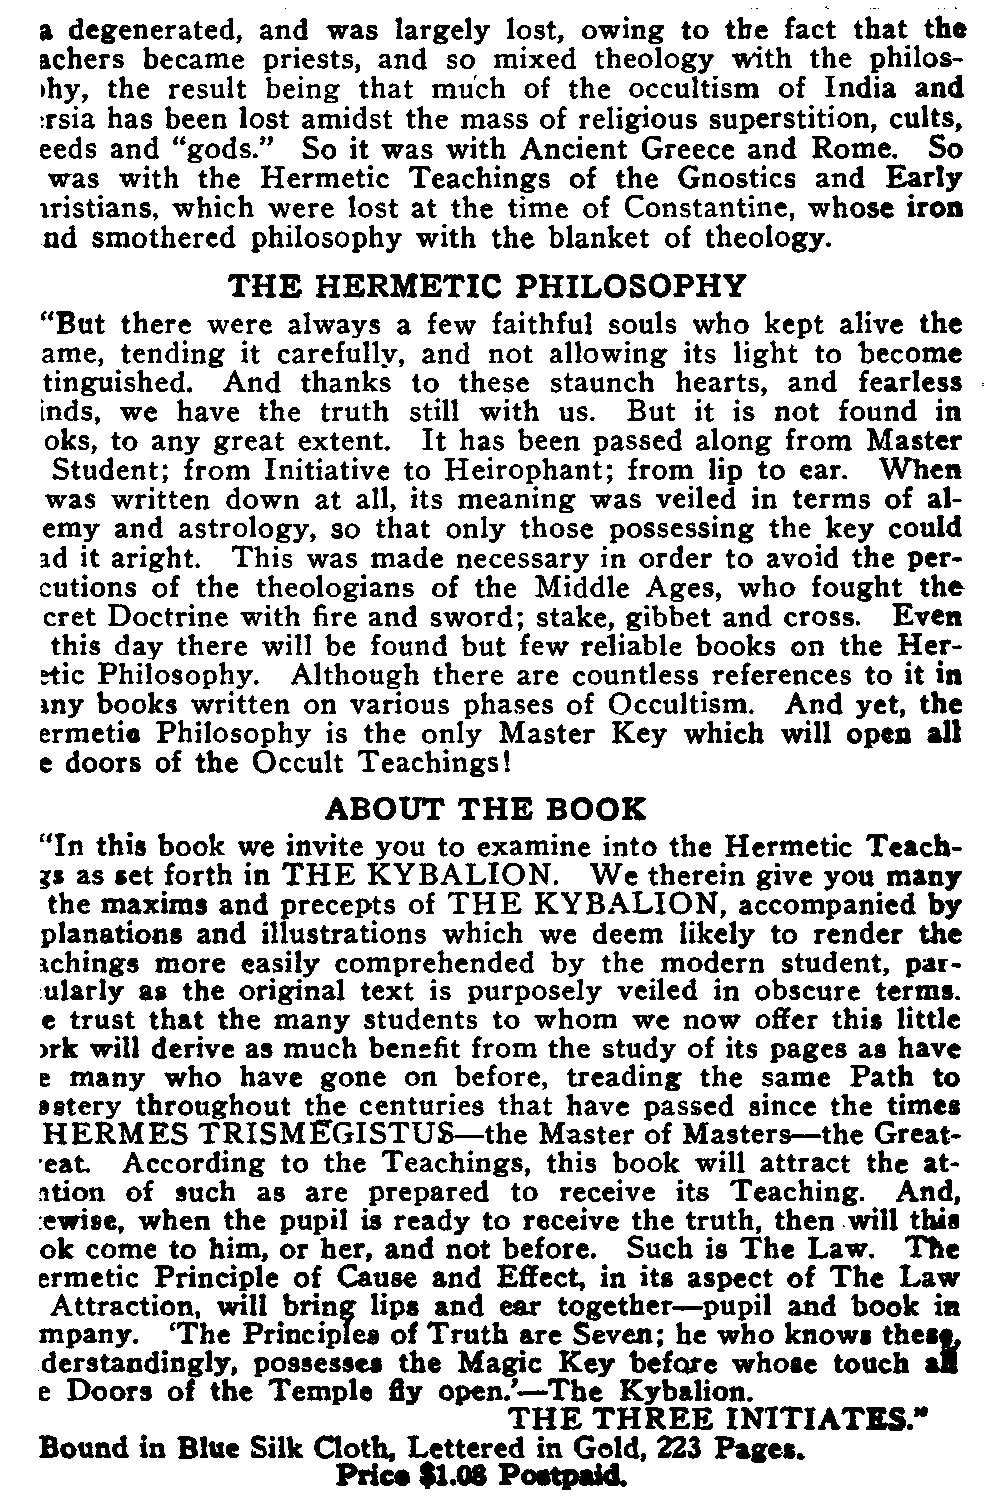 a degenerated, and was largely lost, owing to the fact that the
achers became priests, and so mixed theology with the philos-
hy, the result being that much of the occultism of India and
rsia has been lost amidst the mass of religious superstition, cults,
eeds and “gods.” So it was with Ancient Greece and Rome. So
was with the Hermetic Teachings of the Gnostics and Early
ristians, which were lost at the time of Constantine, whose iron
nd smothered philosophy with the blanket of theology.
THE HERMETIC PHILOSOPHY
“But there were always a few faithful souls who kept alive the
ame, tending it carefully, and not allowing its light to become
tinguished. And thanks to these staunch hearts, and fearless
inds, we have the truth still with us. But it is not found in
oks, to any great extent. It has been passed along from Master
Student; from Initiative to Heirophant; from lip to ear. When
was written down at all, its meaning was veiled in terms of al-
emy and astrology, so that only those possessing the key could
ad it aright. This was made necessary in order to avoid the per-
cutions of the theologians of the Middle Ages, who fought the
cret Doctrine with fire and sword; stake, gibbet and cross. Even
this day there will be found but few reliable books on the Her-
etic Philosophy. Although there are countless references to it in
any books written on various phases of Occultism. And yet, the
ermetic Philosophy is the only Master Key which will open all
e doors of the Occult Teachings!
ABOUT THE BOOK
“In this book we invite you to examine into the Hermetic Teach-
gs as set forth in THE KYBALION. We therein give you many
the maxims and precepts of THE KYBALION, accompanied by
planations and illustrations which we deem likely to render the
achings more easily comprehended by the modern student, par-
ularly as the original text is purposely veiled in obscure terms.
e trust that the many students to whom we now offer this little
ork will derive as much benefit from the study of its pages as have
e many who have gone on before, treading the same Path to
astery throughout the centuries that have passed since the times
HERMES TRISMEGISTUS—the Master of Masters—the Great-
eat. According to the Teachings, this book will attract the at-
ntion of such as are prepared to receive its Teaching. And,
ewise, when the pupil is ready to receive the truth, then will this
ok come to him, or her, and not before. Such is The Law. The
ermetic Principle of Cause and Effect, in its aspect of The Law
Attraction, will bring lips and ear together—pupil and book in
mpany. ‘The Principles of Truth are Seven; he who knows these,
derstandingly, possesses the Magic Key before whose touch all
e Doors of the Temple fly open.’—The Kybalion.
THE THREE INITIATES.”
Bound in Blue Silk Cloth, Lettered in Gold, 223 Pages.
Price $1.08 Postpaid.